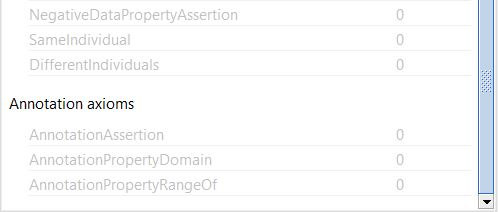 NegativeDataPropertyAssertion 0
SameIndividual 0
DifferentIndividuals 0
Annotation axioms
AnnotationAssertion 0
AnnotationPropertyDomain 0
AnnotationPropertyRangeOf 0